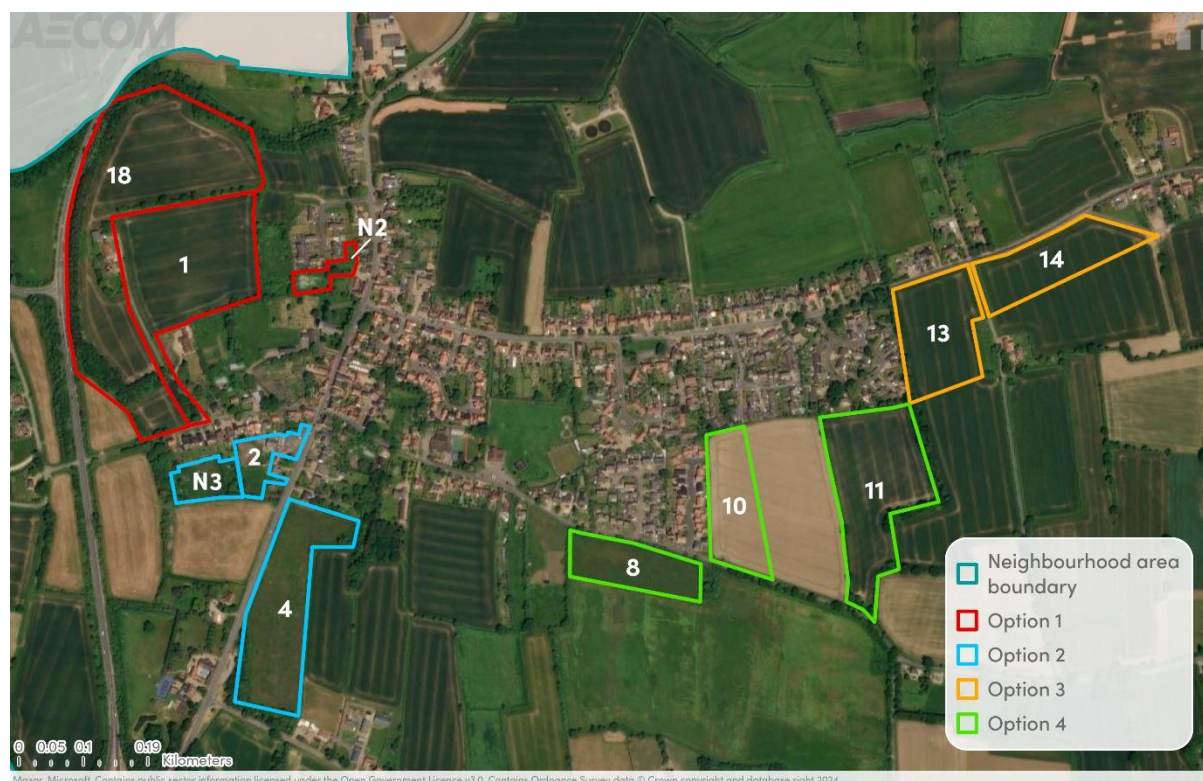 AECOM
18
1
N2
14
13
2
N3
10
11
8
4
Neighbourhood area
boundary
Option 1
Option 2
Option 3
Option 4
0 0.05 0.1 0.19
Kilometers
Maxar, Microsoft, Contains public sector information licensed under the Open Government Licence v3.0. Contains Ordnance Survey data © Crown copyright and database right 2024